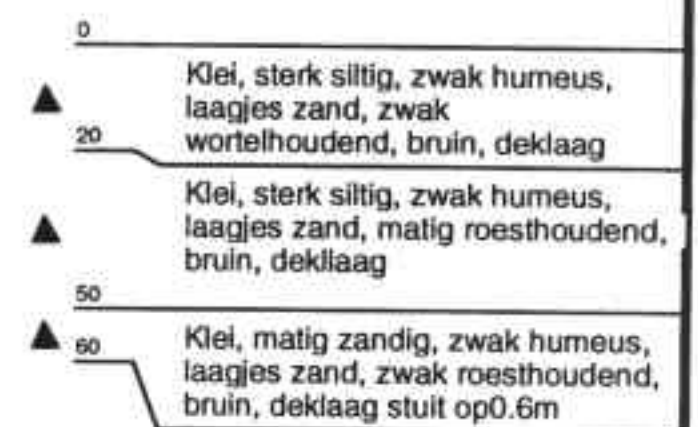 0
Klei, sterk siltig, zwak humeus,
laagjes zand, zwak
wortelhoudend, bruin, deklaag
20
Klei, sterk siltig, zwak humeus,
laagjes zand, matig roesthoudend,
bruin, dekliaag
50
Klei, matig zandig, zwak humeus,
laagjes zand, zwak roesthoudend,
bruin, deklaag stuit op0.6m
60